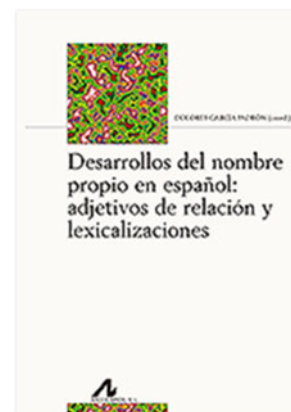 DOLORES GARCÍA PADRÓN (coord.)
Desarrollos del nombre
propio en español:
adjetivos de relación y
lexicalizaciones